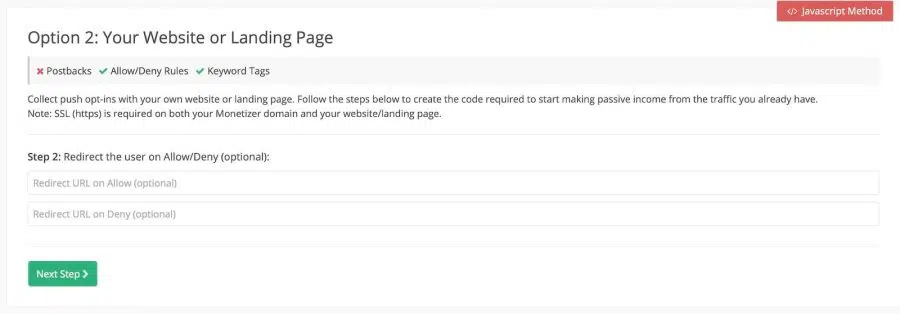 </> Javascript Method
Option 2: Your Website or Landing Page
Postbacks Allow/Deny Rules Keyword Tags
Collect push opt-ins with your own website or landing page. Follow the steps below to create the code required to start making passive income from the traffic you already have.
Note: SSL (https) is required on both your Monetizer domain and your website/landing page.
Step 2: Redirect the user on Allow/Deny (optional):
Redirect URL on Allow (optional)
Redirect URL on Deny (optional)
Next Step